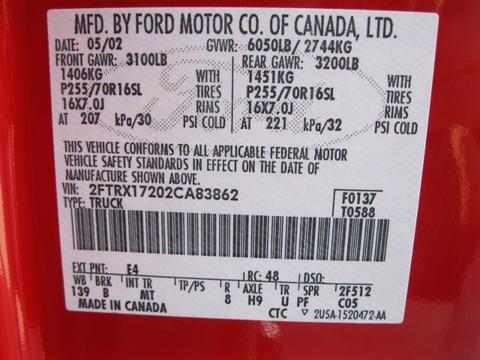 MFD. BY FORD MOTOR CO. OF CANADA, LTD.
DATE: 05/02 GVWR: 6050LB/ 2744KG
FRONT GAWR: 3100LB REAR GAWR: 3200LB
1406KG WITH 1451KG WITH
P255/70R16SL TIRES P255/70R16SL TIRES
16X7.0J RIMS 16X7.0J RIMS
AT 207 kPa/30 PSI COLD AT 221 kPa/32 PSI COLD
THIS VEHICLE CONFORMS TO ALL APPLICABLE FEDERAL MOTOR
VEHICLE SAFETY STANDARDS IN EFFECT ON THE DATE OF
MANUFACTURE SHOWN ABOVE.
VIN: 2FTRX17202CA83862 F0137
TYPE: TRUCK T0588
EXT PNT: E4 RC: 48 DSO:
WB BRK INT TR TP/PS R AXLE TR SPR 2F512
139 B MT 8 H9 U PF C05
MADE IN CANADA CTC 2U5A-1520472-AA